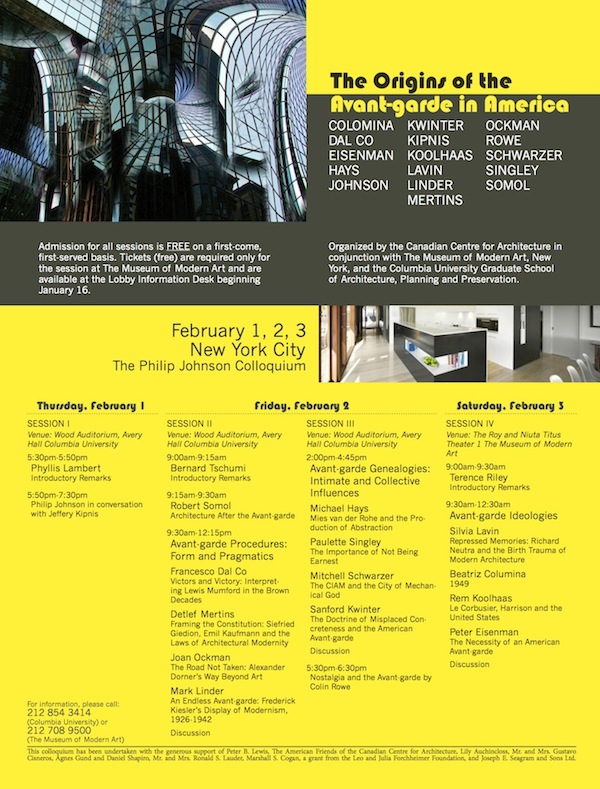 The Origins of the
Avant-garde in America
COLOMINA
DAL CO
EISENMAN
HAYS
JOHNSON
KWINTER
KIPNIS
KOOLHAAS
LAVIN
LINDER
MERTINS
OCKMAN
ROWE
SCHWARZER
SINGLEY
SOMOL
Admission for all sessions is FREE on a first-come,
first-served basis. Tickets (free) are required only for
the session at The Museum of Modern Art and are
available at the Lobby Information Desk beginning
January 16.
Organized by the Canadian Centre for Architecture in
conjunction with The Museum of Modern Art, New
York, and the Columbia University Graduate School
of Architecture, Planning and Preservation.
February 1, 2, 3
New York City
The Philip Johnson Colloquium
Thursday, February 1
SESSION I
Venue: Wood Auditorium, Avery
Hall Columbia University
5:30pm-5:50pm
Phyllis Lambert
Introductory Remarks
5:50pm-7:30pm
Philip Johnson in conversation
with Jeffery Kipnis
Friday, February 2
SESSION II
Venue: Wood Auditorium, Avery
Hall Columbia University
9:00am-9:15am
Bernard Tschumi
Introductory Remarks
9:15am-9:30am
Robert Somol
Architecture After the Avant-garde
9:30am-12:15pm
Avant-garde Procedures:
Form and Pragmatics
Francesco Dal Co
Victors and Victory: Interpret-
ing Lewis Mumford in the Brown
Decades
Detlef Mertins
Framing the Constitution: Siefried
Giedion, Emil Kaufmann and the
Laws of Architectural Modernity
Joan Ockman
The Road Not Taken: Alexander
Dorner's Way Beyond Art
Mark Linder
An Endless Avant-garde: Frederick
Kiesler's Display of Modernism,
1926-1942
Discussion
SESSION III
Venue: Wood Auditorium, Avery
Hall Columbia University
2:00pm-4:45pm
Avant-garde Genealogies:
Intimate and Collective
Influences
Michael Hays
Mies van der Rohe and the Pro-
duction of Abstraction
Paulette Singley
The Importance of Not Being
Earnest
Mitchell Schwarzer
The CIAM and the City of Mechan-
ical God
Sanford Kwinter
The Doctrine of Misplaced Con-
creteness and the American
Avant-garde
Discussion
5:30pm-6:30pm
Nostalgia and the Avant-garde by
Colin Rowe
Saturday, February 3
SESSION IV
Venue: The Roy and Niuta Titus
Theater 1 The Museum of Modern
Art
9:00am-9:30am
Terence Riley
Introductory Remarks
9:30am-12:30am
Avant-garde Ideologies
Silvia Lavin
Repressed Memories: Richard
Neutra and the Birth Trauma of
Modern Architecture
Beatriz Columina
1949
Rem Koolhaas
Le Corbusier, Harrison and the
United States
Peter Eisenman
The Necessity of an American
Avant-garde
Discussion
For information, please call:
212 854 3414
(Columbia University) or
212 708 9500
(The Museum of Modern Art)
This colloquium has been undertaken with the generous support of Peter B. Lewis, The American Friends of the Canadian Centre for Architecture, Lily Auchincloss, Mr. and Mrs. Gustavo
Cisneros, Agnes Gund and Daniel Shapiro, Mr. and Mrs. Ronald S. Lauder, Marshall S. Cogan, a grant from the Leo and Julia Forchheimer Foundation, and Joseph E. Seagram and Sons Ltd.